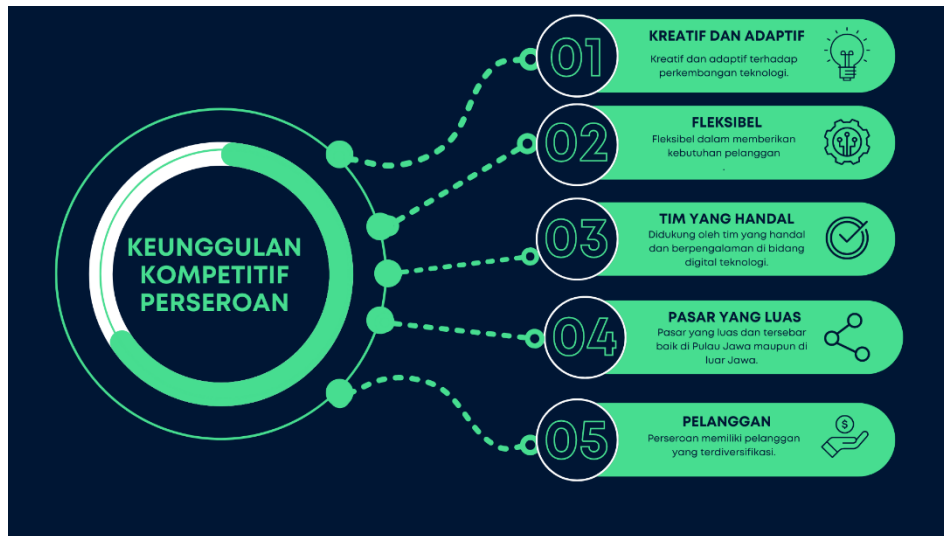 KEUNGGULAN
KOMPETITIF
PERSEROAN
01
KREATIF DAN ADAPTIF
Kreatif dan adaptif terhadap
perkembangan teknologi.
02
FLEKSIBEL
Fleksibel dalam memberikan
kebutuhan pelanggan
.
03
TIM YANG HANDAL
Didukung oleh tim yang handal
dan berpengalaman di bidang
digital teknologi.
04
PASAR YANG LUAS
Pasar yang luas dan tersebar
baik di Pulau Jawa maupun di
luar Jawa.
05
PELANGGAN
Perseroan memiliki pelanggan
yang terdiversifikasi.
$